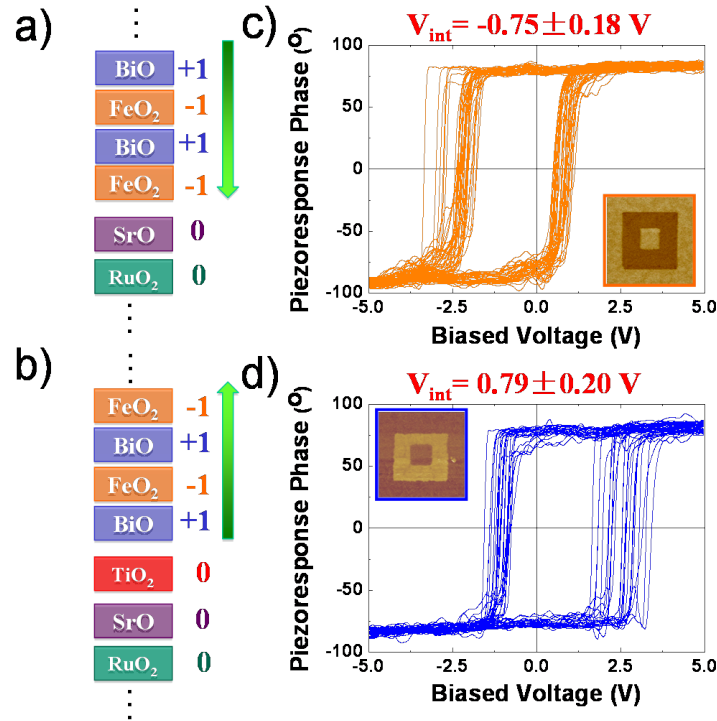 a)
BiO +1
FeO₂ -1
BiO +1
FeO₂ -1
SrO 0
RuO₂ 0
b)
FeO₂ -1
BiO +1
FeO₂ -1
BiO +1
TiO₂ 0
SrO 0
RuO₂ 0
c)
V_int = -0.75±0.18 V
Piezoresponse Phase (°)
100
50
0
-50
-100
-5.0 -2.5 0.0 2.5 5.0
Biased Voltage (V)
d)
V_int = 0.79±0.20 V
Piezoresponse Phase (°)
100
50
0
-50
-100
-5.0 -2.5 0.0 2.5 5.0
Biased Voltage (V)